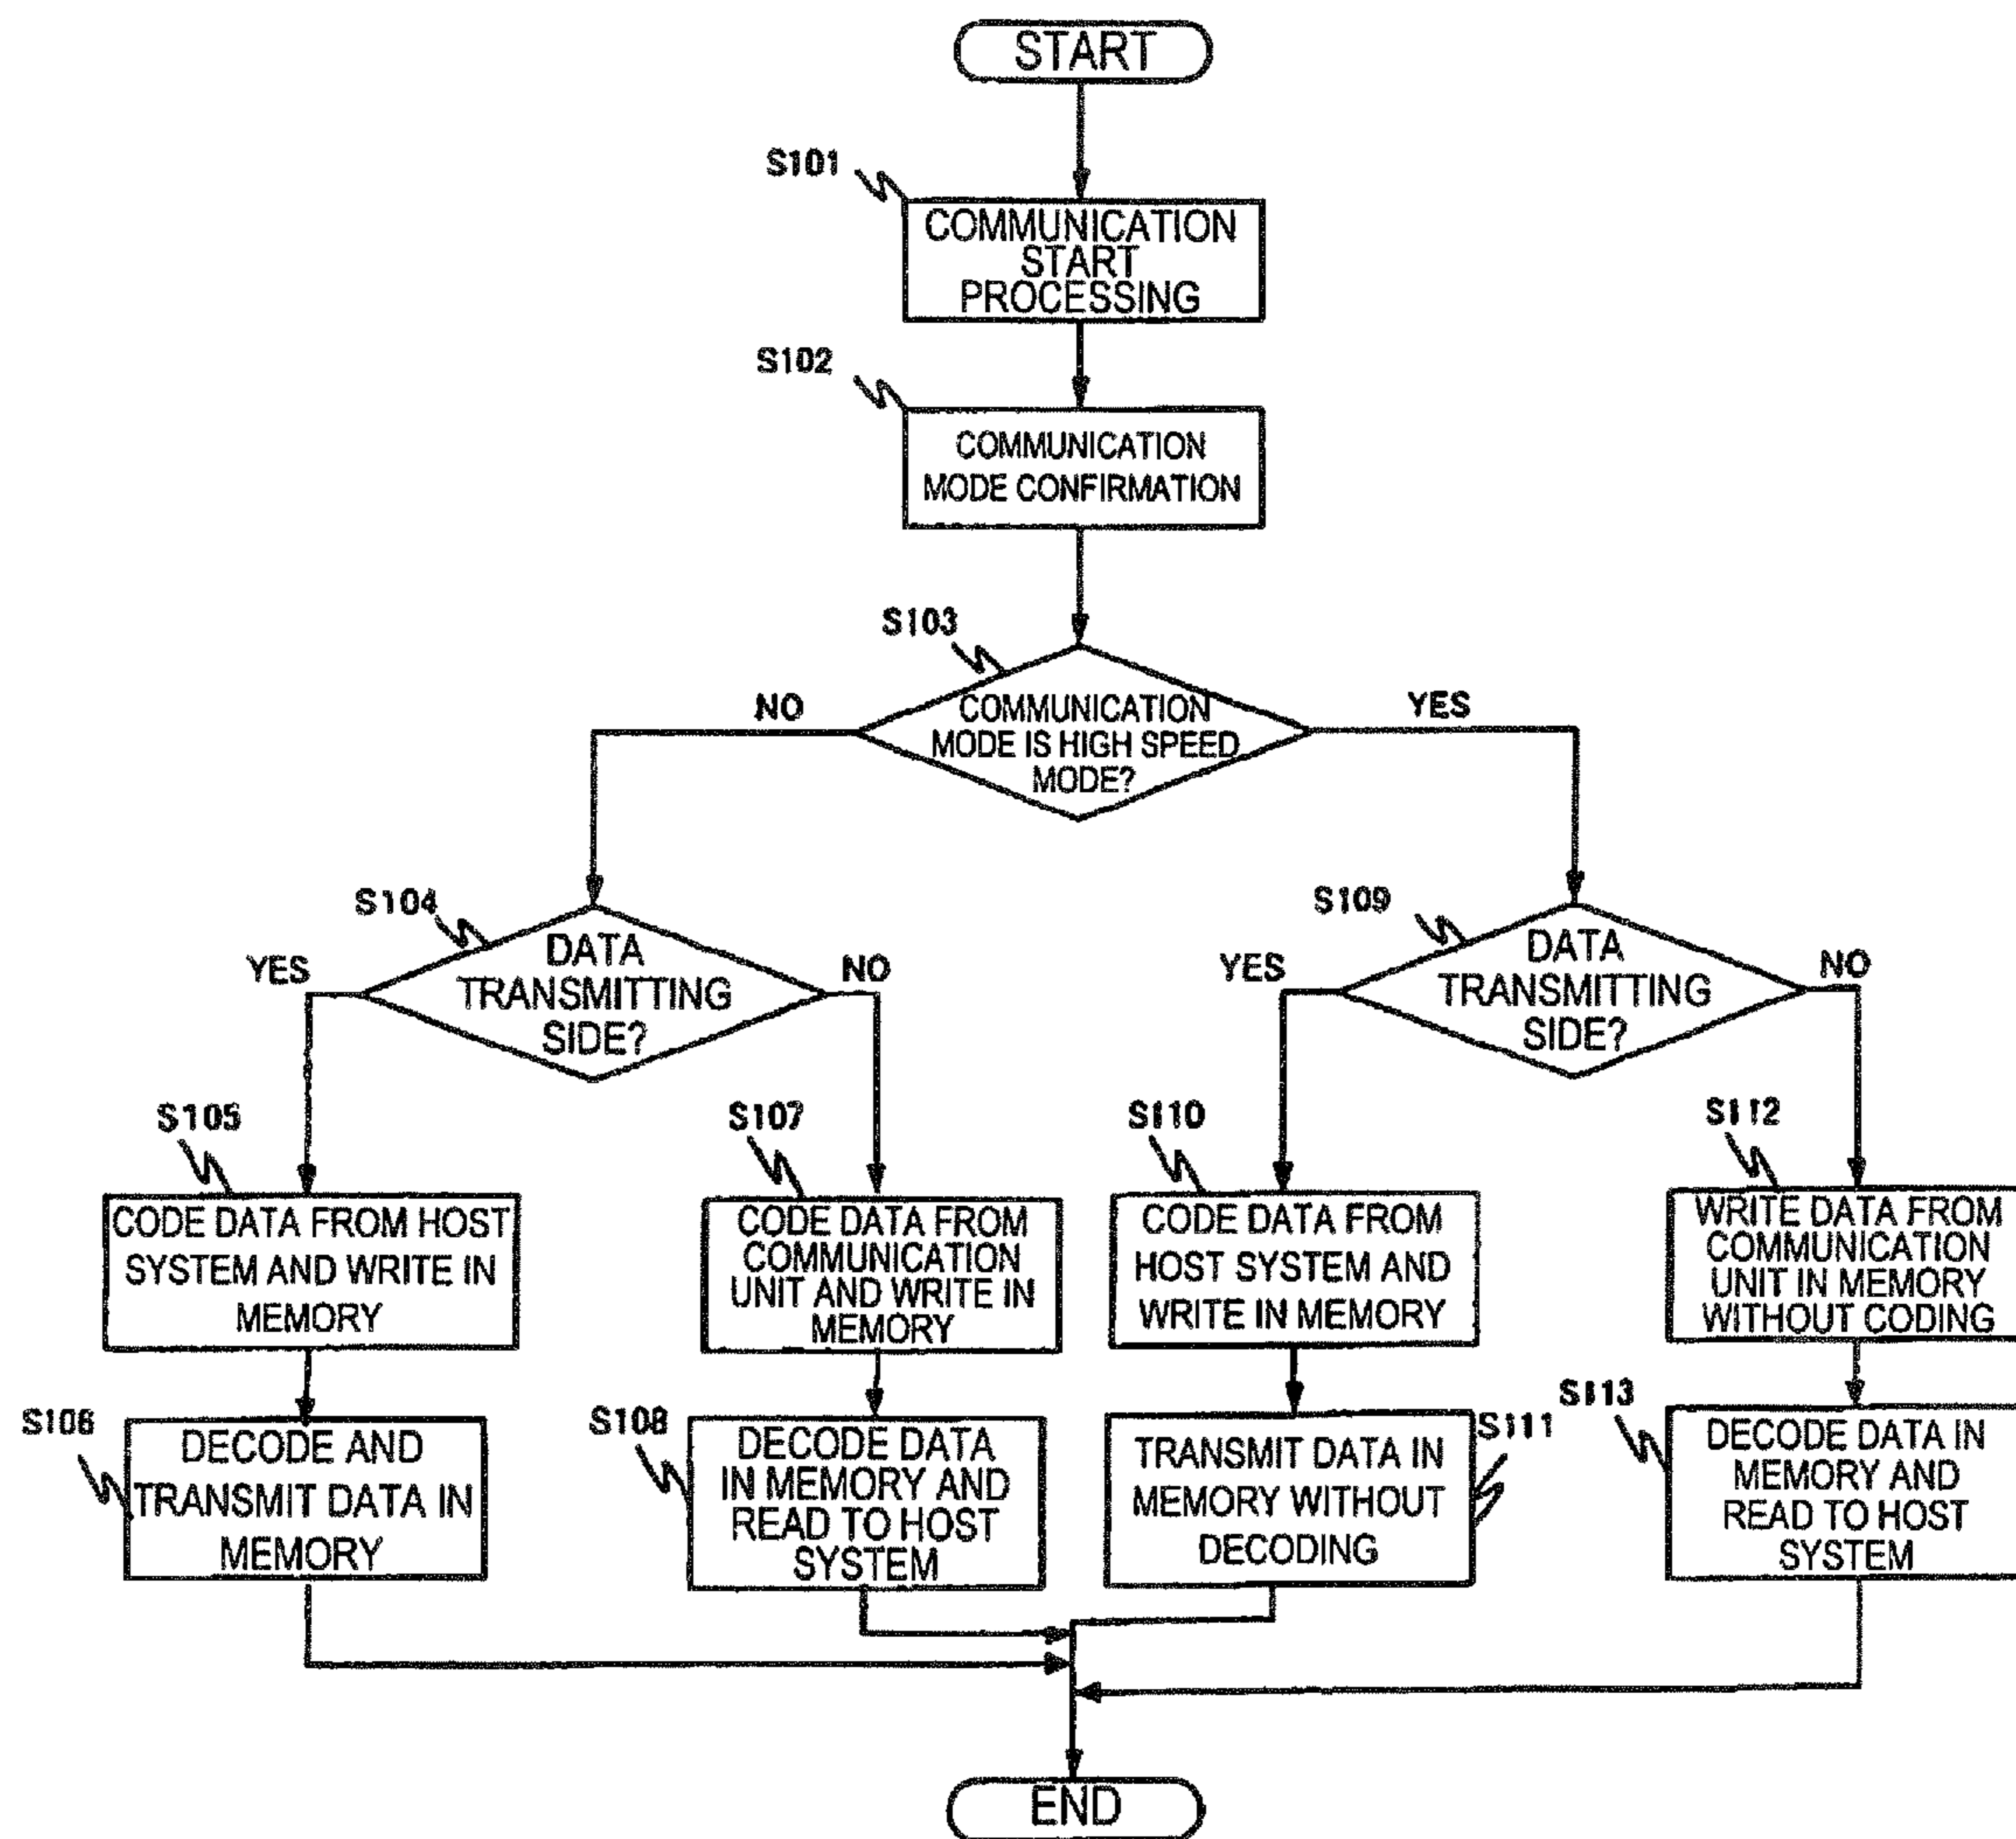 START
S101
COMMUNICATION
START
PROCESSING
S102
COMMUNICATION
MODE CONFIRMATION
S103
NO
YES
COMMUNICATION
MODE IS HIGH SPEED
MODE?
S104
YES
NO
DATA
TRANSMITTING
SIDE?
S109
YES
NO
DATA
TRANSMITTING
SIDE?
S105
CODE DATA FROM HOST
SYSTEM AND WRITE IN
MEMORY
S107
CODE DATA FROM
COMMUNICATION
UNIT AND WRITE IN
MEMORY
S110
CODE DATA FROM
HOST SYSTEM AND
WRITE IN MEMORY
S112
WRITE DATA FROM
COMMUNICATION
UNIT IN MEMORY
WITHOUT CODING
S106
DECODE AND
TRANSMIT DATA IN
MEMORY
S108
DECODE DATA
IN MEMORY AND
READ TO HOST
SYSTEM
S111
TRANSMIT DATA IN
MEMORY WITHOUT
DECODING
S113
DECODE DATA IN
MEMORY AND
READ TO HOST
SYSTEM
END